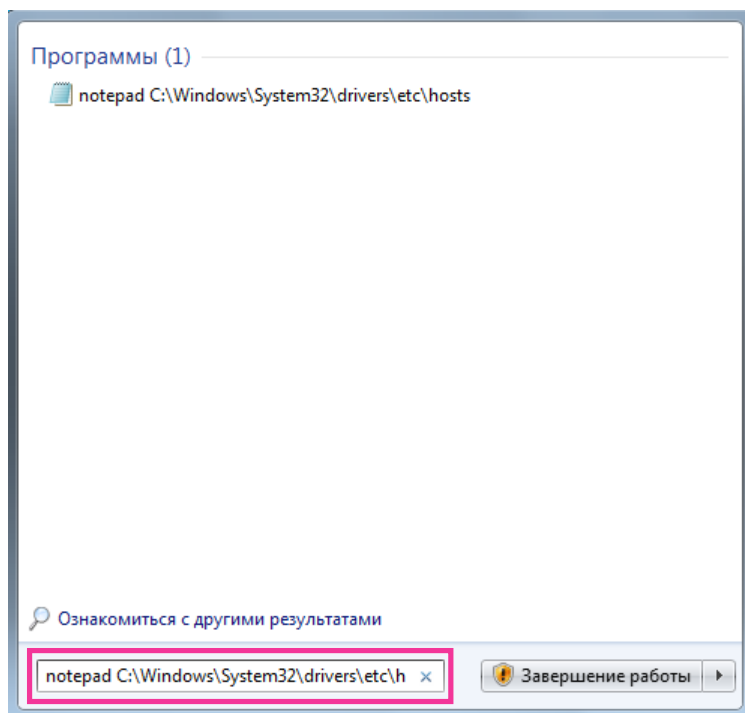 Программы (1)
notepad C:\Windows\System32\drivers\etc\hosts
Ознакомиться с другими результатами
notepad C:\Windows\System32\drivers\etc\h
Завершение работы